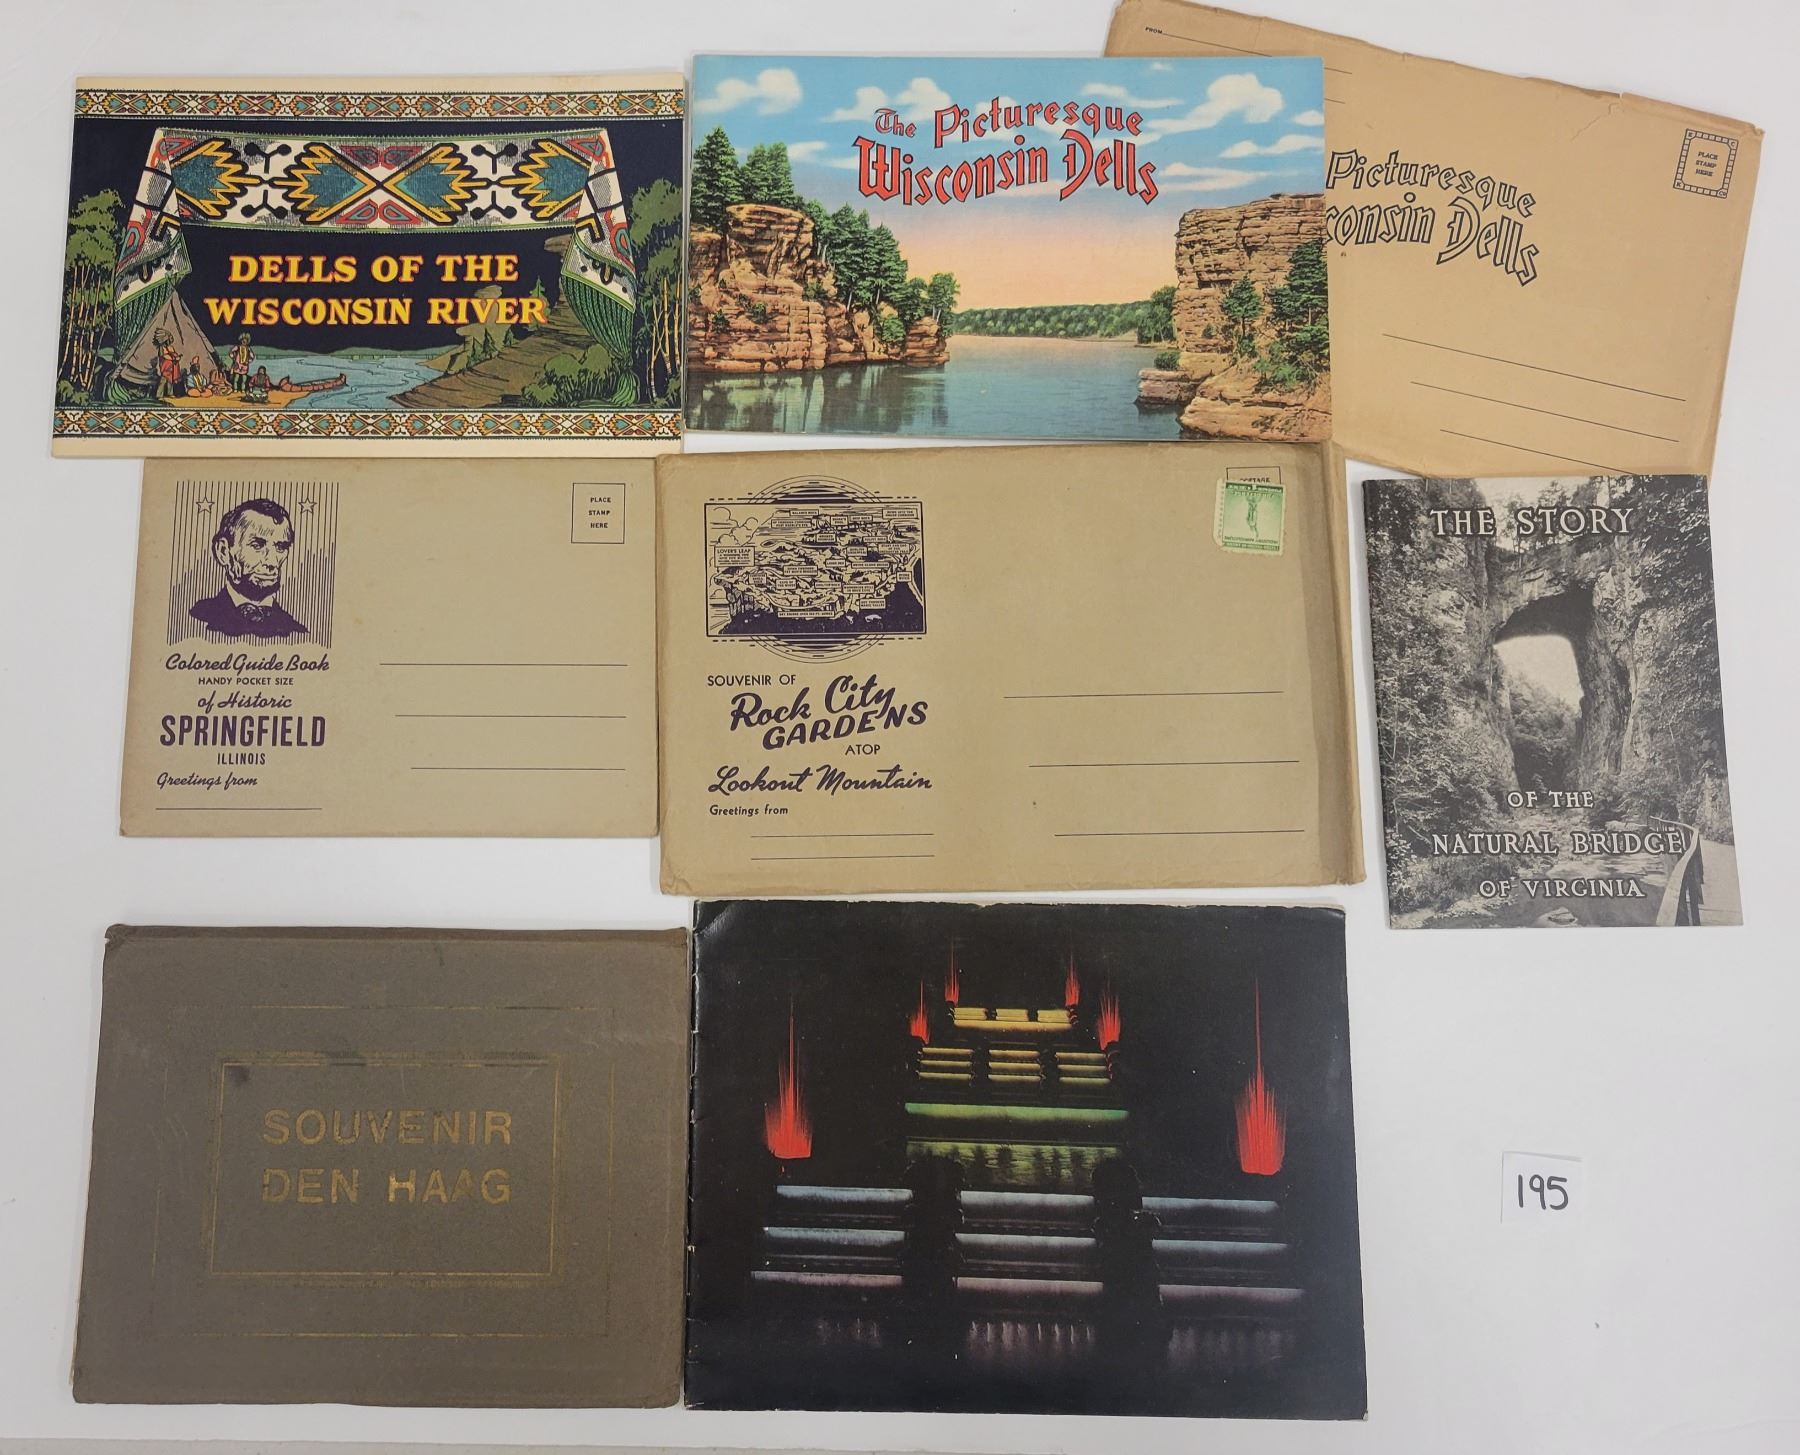 DELLS OF THE
WISCONSIN RIVER
The Picturesque
Wisconsin Dells
FROM
Picturesque
consin Dells
PLACE
STAMP
HERE
PLACE
STAMP
HERE
Colored Guide Book
HANDY POCKET SIZE
of Historic
SPRINGFIELD
ILLINOIS
Greetings from
LOVER'S LEAP
SOUVENIR OF
Rock City
GARDENS
ATOP
Lookout Mountain
Greetings from
THE STORY
OF THE
NATURAL BRIDGE
OF VIRGINIA
SOUVENIR
DEN HAAG
195